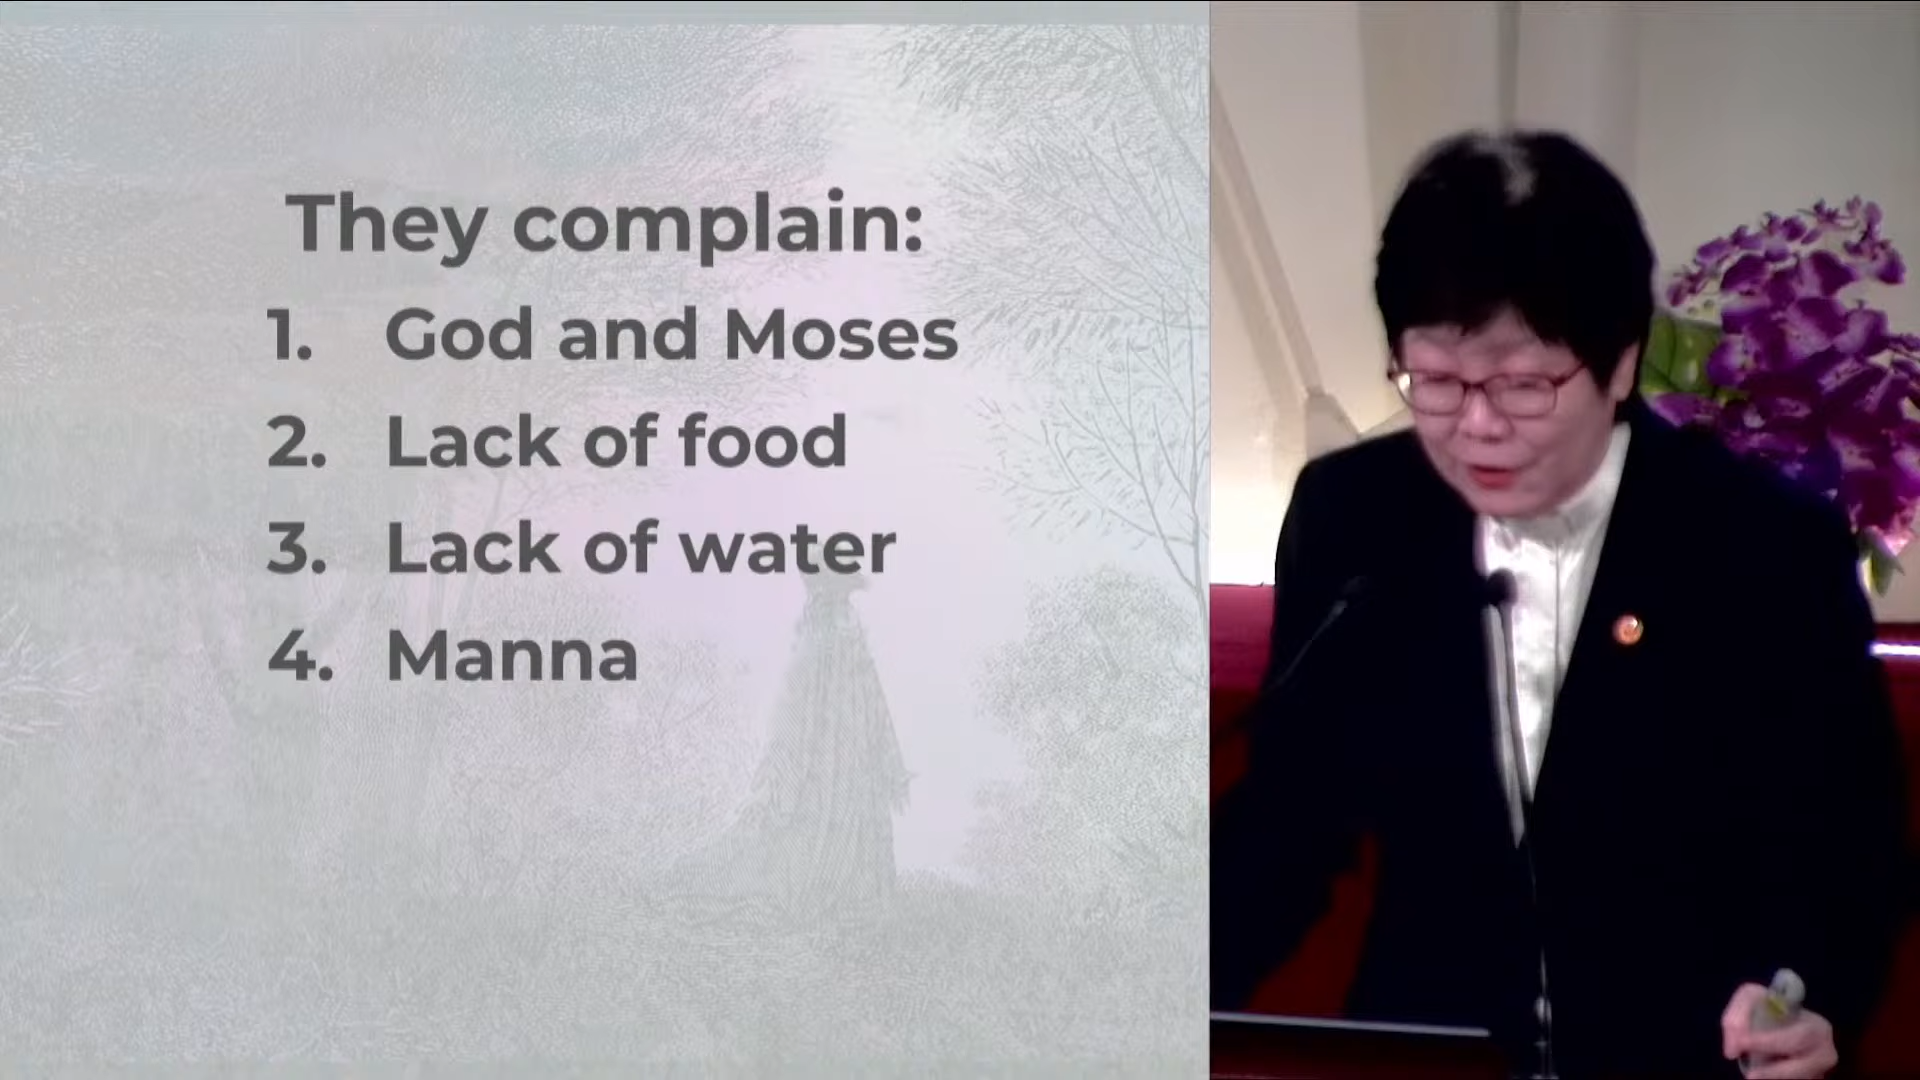 They complain:
1. God and Moses
2. Lack of food
3. Lack of water
4. Manna